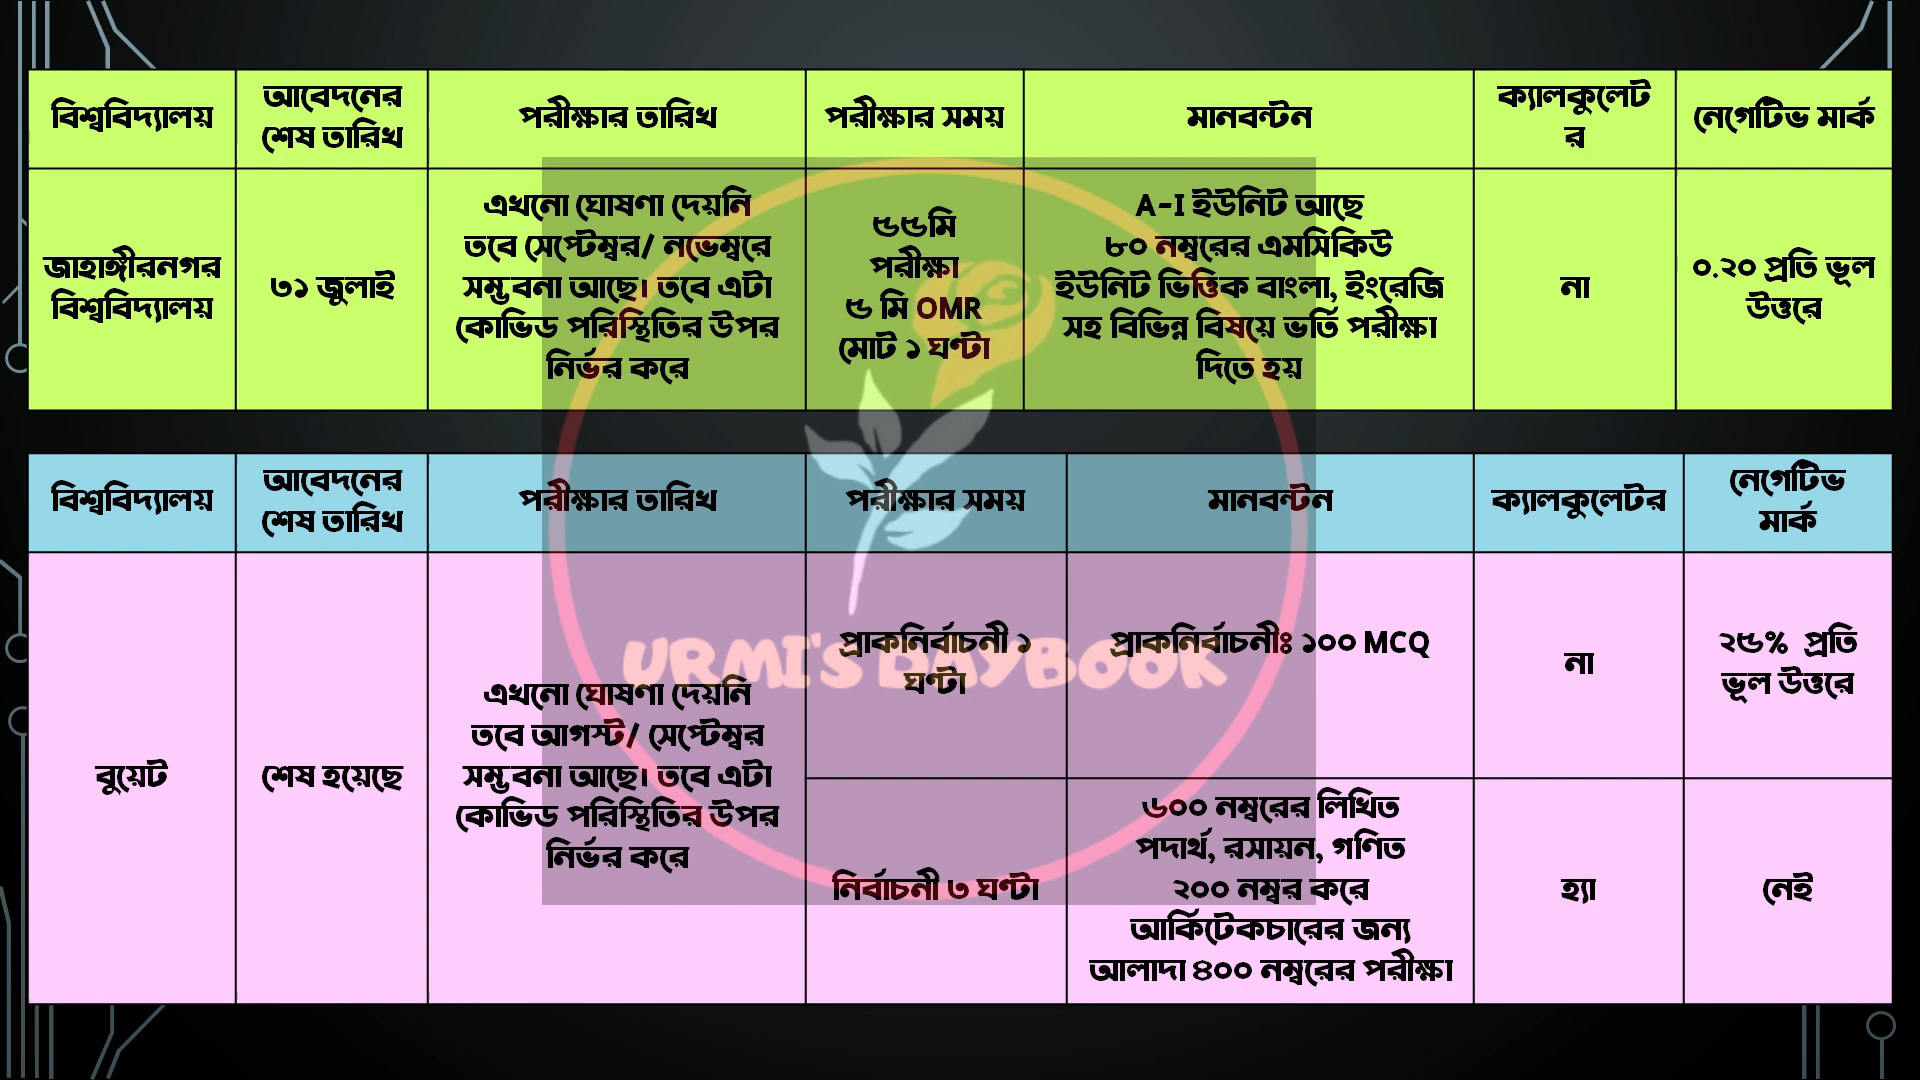 বিশ্ববিদ্যালয়
আবেদনের
শেষ তারিখ
পরীক্ষার তারিখ
পরীক্ষার সময়
মানবন্টন
ক্যালকুলেট
র
নেগেটিভ মার্ক
জাহাঙ্গীরনগর
বিশ্ববিদ্যালয়
৩১ জুলাই
এখনো ঘোষণা দেয়নি
তবে সেপ্টেম্বর/ নভেম্বরে
সম্ভবনা আছে। তবে এটা
কোভিড পরিস্থিতির উপর
নির্ভর করে
৫৫মি
পরীক্ষা
৫ মি OMR
মোট ১ ঘণ্টা
A-I ইউনিট আছে
৮০ নম্বরের এমসিকিউ
ইউনিট ভিত্তিক বাংলা, ইংরেজি
সহ বিভিন্ন বিষয়ে ভর্তি পরীক্ষা
দিতে হয়
না
০.২০ প্রতি ভূল
উত্তরে
বিশ্ববিদ্যালয়
আবেদনের
শেষ তারিখ
পরীক্ষার তারিখ
পরীক্ষার সময়
মানবন্টন
ক্যালকুলেটর
নেগেটিভ
মার্ক
বুয়েট
শেষ হয়েছে
এখনো ঘোষণা দেয়নি
তবে আগস্ট/ সেপ্টেম্বর
সম্ভবনা আছে। তবে এটা
কোভিড পরিস্থিতির উপর
নির্ভর করে
প্রাকনির্বাচনী ১
ঘণ্টা
প্রাকনির্বাচনীঃ ১০০ MCQ
না
২৫% প্রতি
ভূল উত্তরে
নির্বাচনী ৩ ঘণ্টা
৬০০ নম্বরের লিখিত
পদার্থ, রসায়ন, গণিত
২০০ নম্বর করে
আর্কিটেকচারের জন্য
আলাদা ৪০০ নম্বরের পরীক্ষা
হ্যা
নেই
URMI'S DAYBOOK